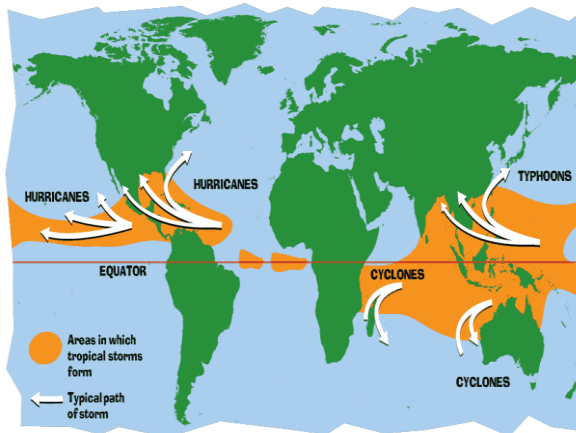 TYPHOONS
HURRICANES
HURRICANES
EQUATOR
CYCLONES
Areas in which
tropical storms
form
CYCLONES
Typical path
of storm